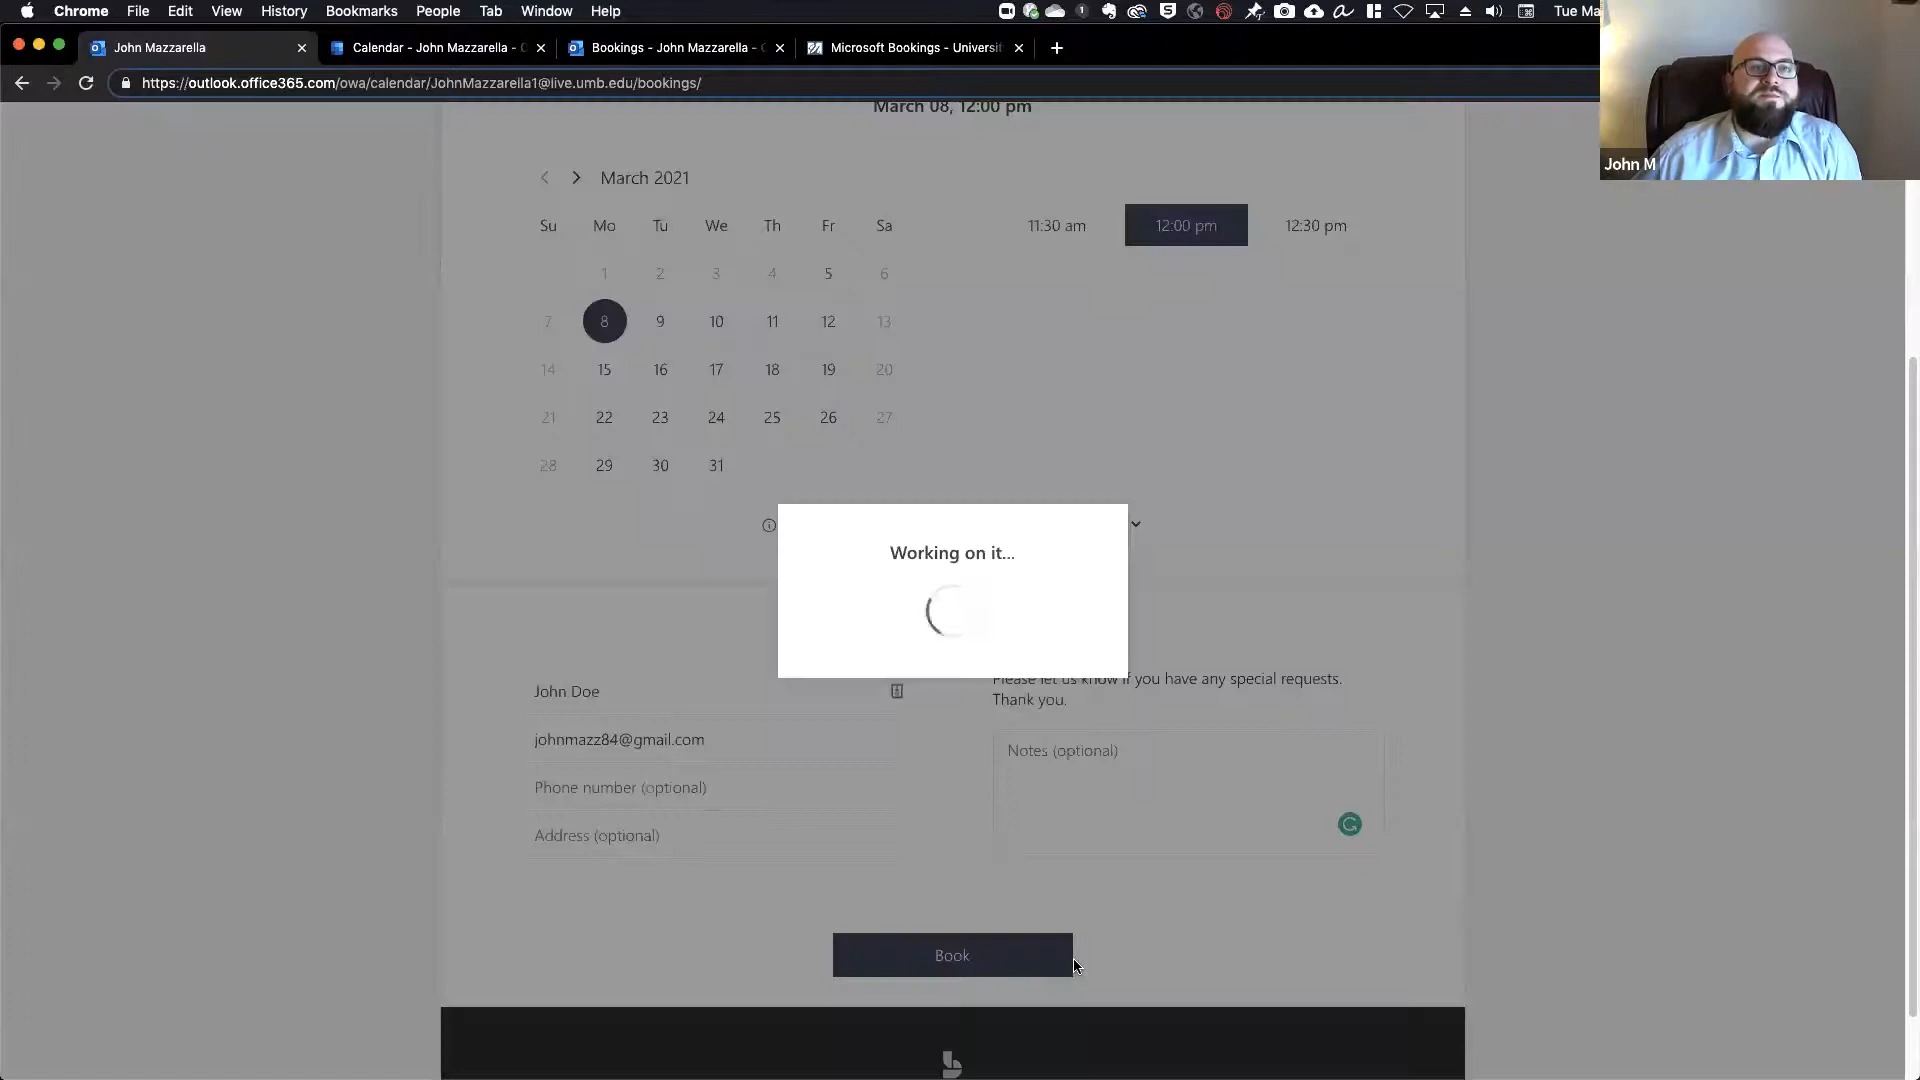 Chrome File Edit View History Bookmarks People Tab Window Help Tue Ma
John Mazzarella Calendar - John Mazzarella - Bookings - John Mazzarella - Microsoft Bookings - Universi
https://outlook.office365.com/owa/calendar/JohnMazzarella1@live.umb.edu/bookings/
John M
March 08, 12:00 pm
March 2021
Su Mo Tu We Th Fr Sa
11:30 am 12:00 pm 12:30 pm
1 2 3 4 5 6
7 8 9 10 11 12 13
14 15 16 17 18 19 20
21 22 23 24 25 26 27
28 29 30 31
Working on it...
Please let us know if you have any special requests.
Thank you.
John Doe
johnmazz84@gmail.com
Notes (optional)
Phone number (optional)
Address (optional)
Book